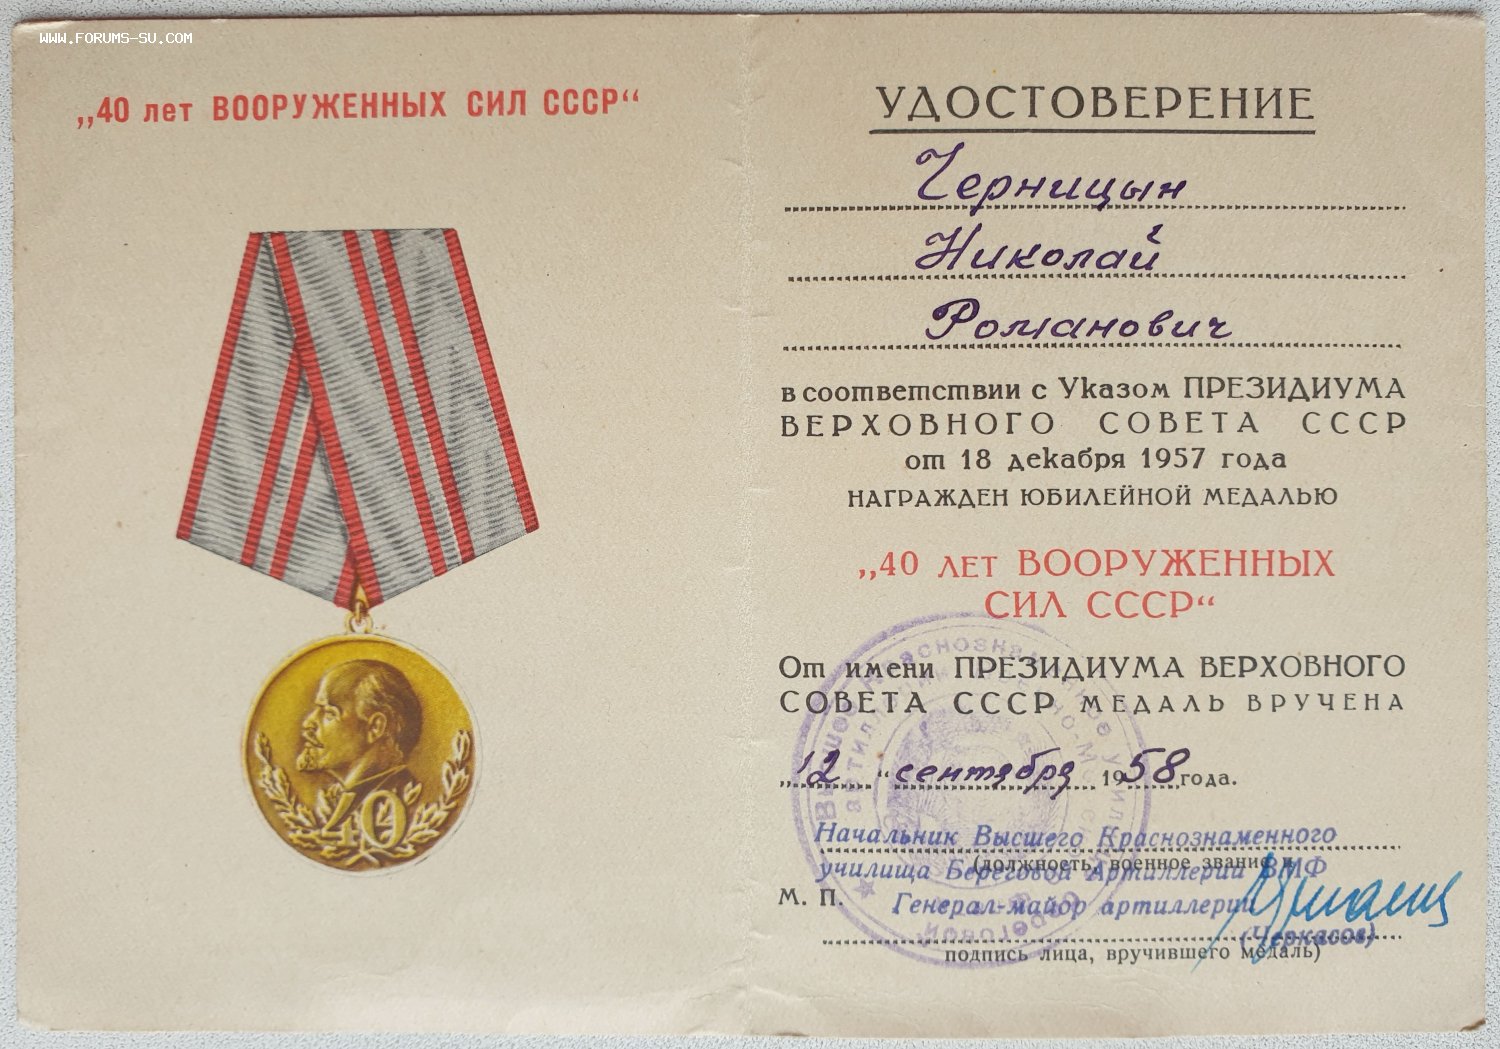 WWW.FORUMS-SU.COM
„40 лет ВООРУЖЕННЫХ СИЛ СССР“
40
УДОСТОВЕРЕНИЕ
Черницын
Николай
Романович
в соответствии с Указом ПРЕЗИДИУМА
ВЕРХОВНОГО СОВЕТА СССР
от 18 декабря 1957 года
НАГРАЖДЕН ЮБИЛЕЙНОЙ МЕДАЛЬЮ
„40 ЛЕТ ВООРУЖЕННЫХ
СИЛ СССР“
От имени ПРЕЗИДИУМА ВЕРХОВНОГО
СОВЕТА СССР МЕДАЛЬ ВРУЧЕНА
„12“ сентября 1958 года.
Начальник Высшего Краснознаменного
(должность, военное звание и
училища Береговой Артиллерии ВМФ
М. П. Генерал-майор артиллерии
(Черкасов)
подпись лица, вручившего медаль)